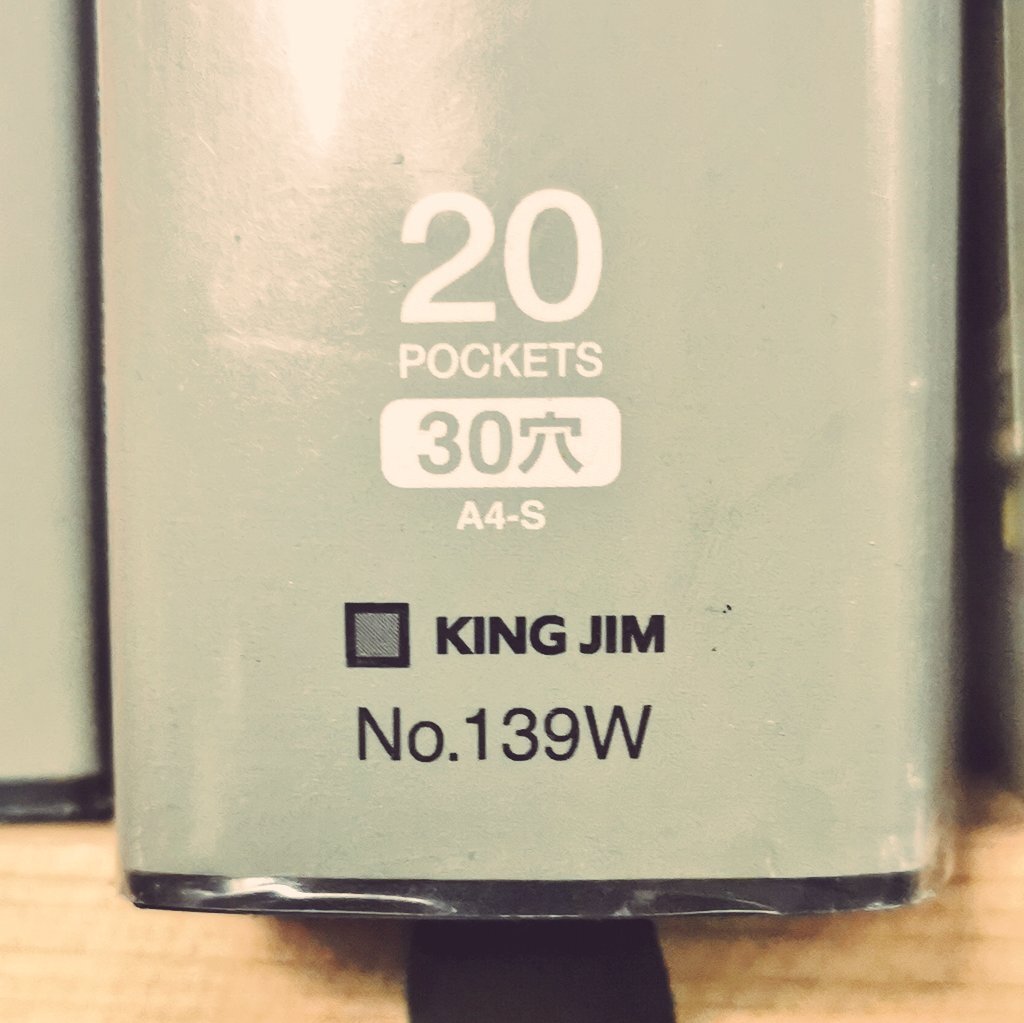 20
POCKETS
30穴
A4-S
KING JIM
No.139W